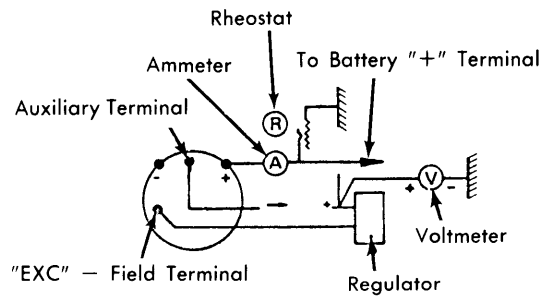 Rheostat
Ammeter
To Battery "+" Terminal
Auxiliary Terminal
R
A
-
+
+
+
V
-
Voltmeter
"EXC" — Field Terminal
Regulator